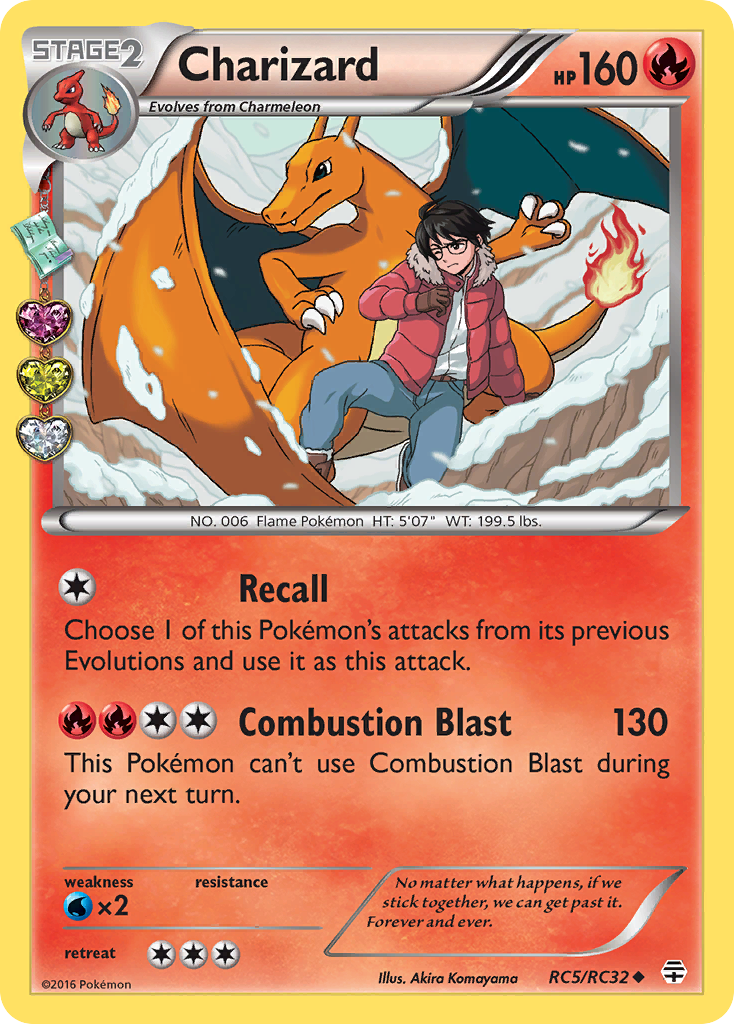 STAGE2
Charizard
HP160
Evolves from Charmeleon
NO. 006 Flame Pokémon HT: 5'07" WT: 199.5 lbs.
Recall
Choose 1 of this Pokémon's attacks from its previous
Evolutions and use it as this attack.
Combustion Blast 130
This Pokémon can't use Combustion Blast during
your next turn.
weakness resistance
×2
retreat
No matter what happens, if we
stick together, we can get past it.
Forever and ever.
©2016 Pokémon
Illus. Akira Komayama
RC5/RC32